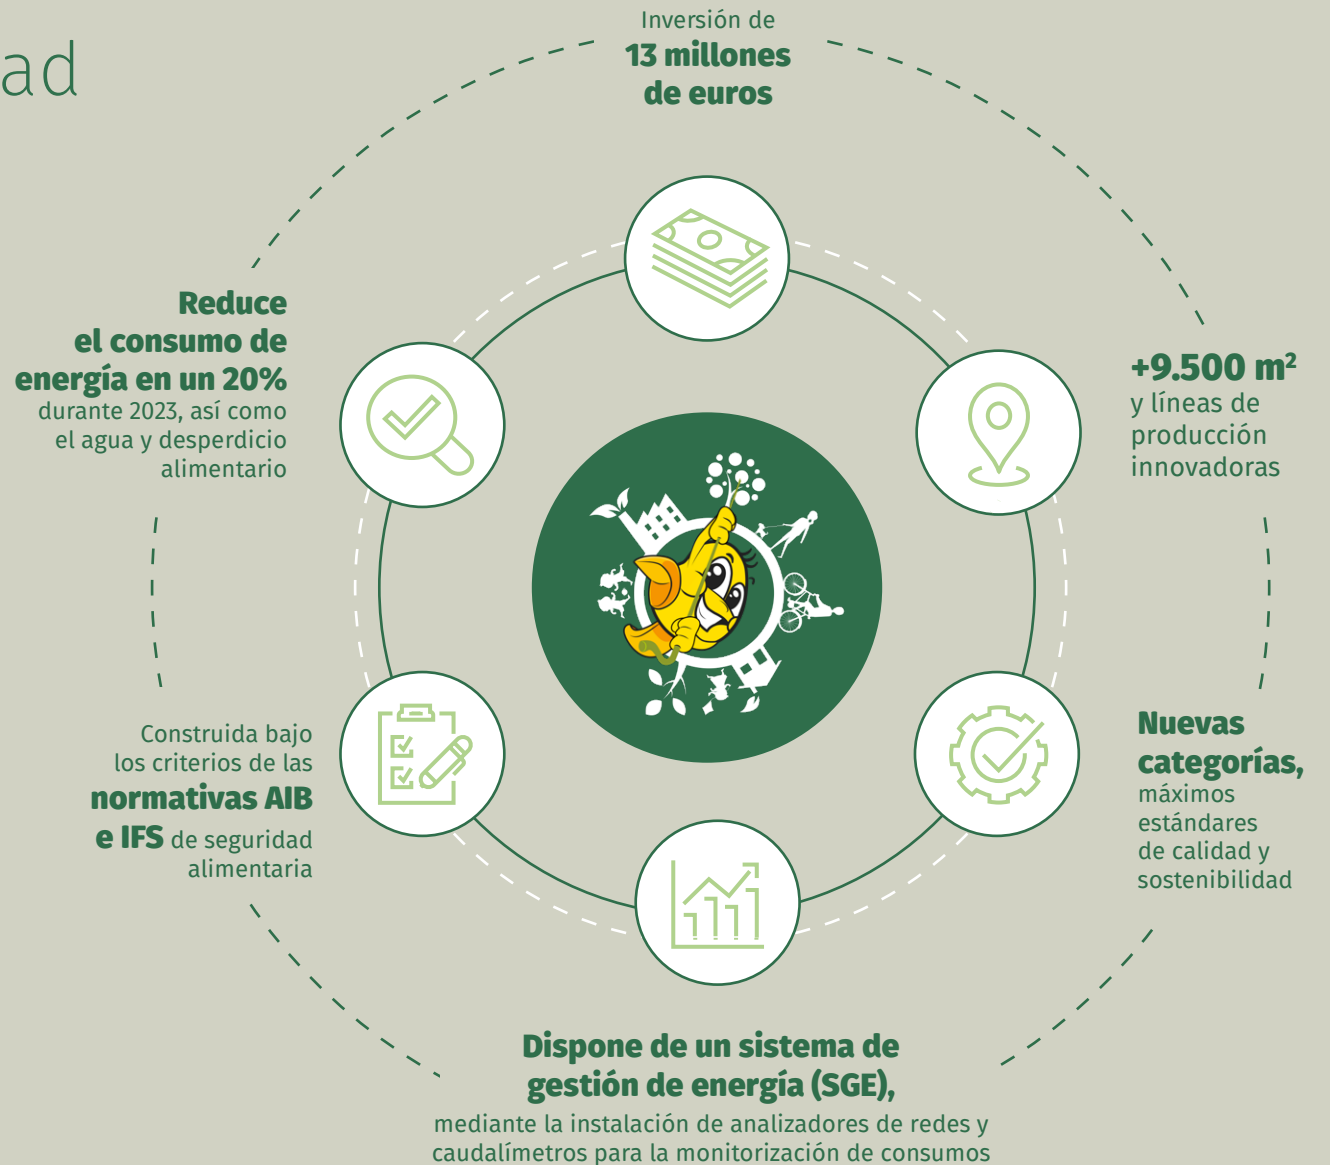 ad
Inversión de
13 millones
de euros
+9.500 m²
y líneas de
producción
innovadoras
Nuevas
categorías,
máximos
estándares
de calidad y
sostenibilidad
Dispone de un sistema de
gestión de energía (SGE),
mediante la instalación de analizadores de redes y
caudalímetros para la monitorización de consumos
Construida bajo
los criterios de las
normativas AIB
e IFS de seguridad
alimentaria
Reduce
el consumo de
energía en un 20%
durante 2023, así como
el agua y desperdicio
alimentario